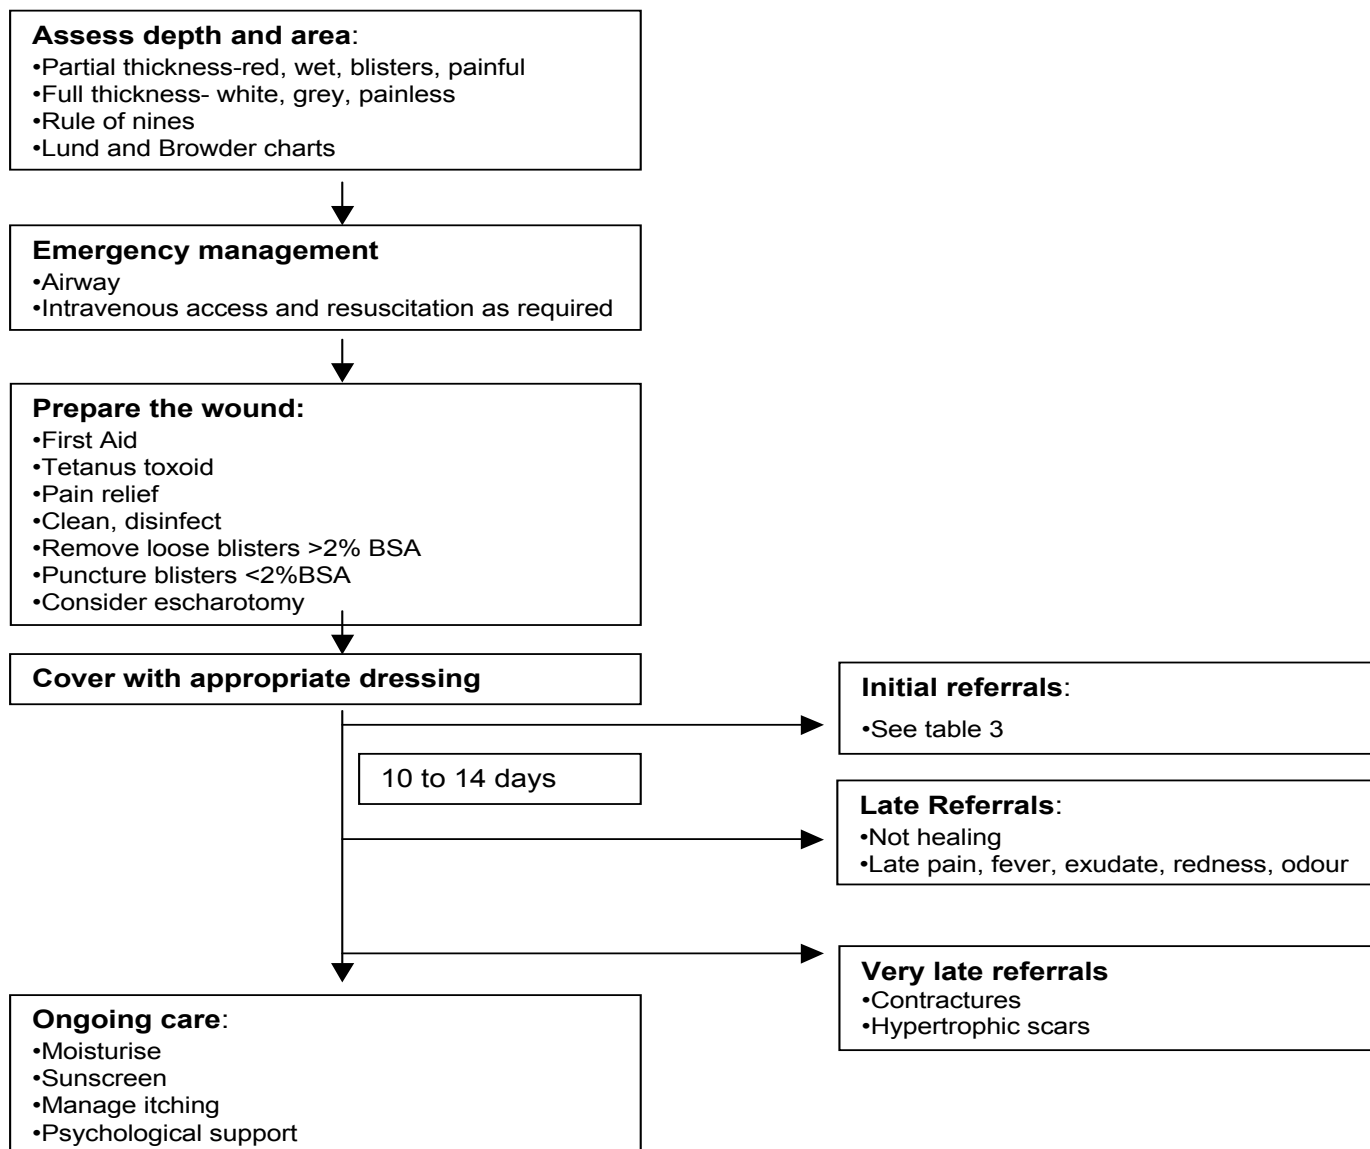 Assess depth and area:
•Partial thickness-red, wet, blisters, painful
•Full thickness- white, grey, painless
•Rule of nines
•Lund and Browder charts
Emergency management
•Airway
•Intravenous access and resuscitation as required
Prepare the wound:
•First Aid
•Tetanus toxoid
•Pain relief
•Clean, disinfect
•Remove loose blisters >2% BSA
•Puncture blisters <2%BSA
•Consider escharotomy
Cover with appropriate dressing
Initial referrals:
•See table 3
10 to 14 days
Late Referrals:
•Not healing
•Late pain, fever, exudate, redness, odour
Very late referrals
•Contractures
•Hypertrophic scars
Ongoing care:
•Moisturise
•Sunscreen
•Manage itching
•Psychological support